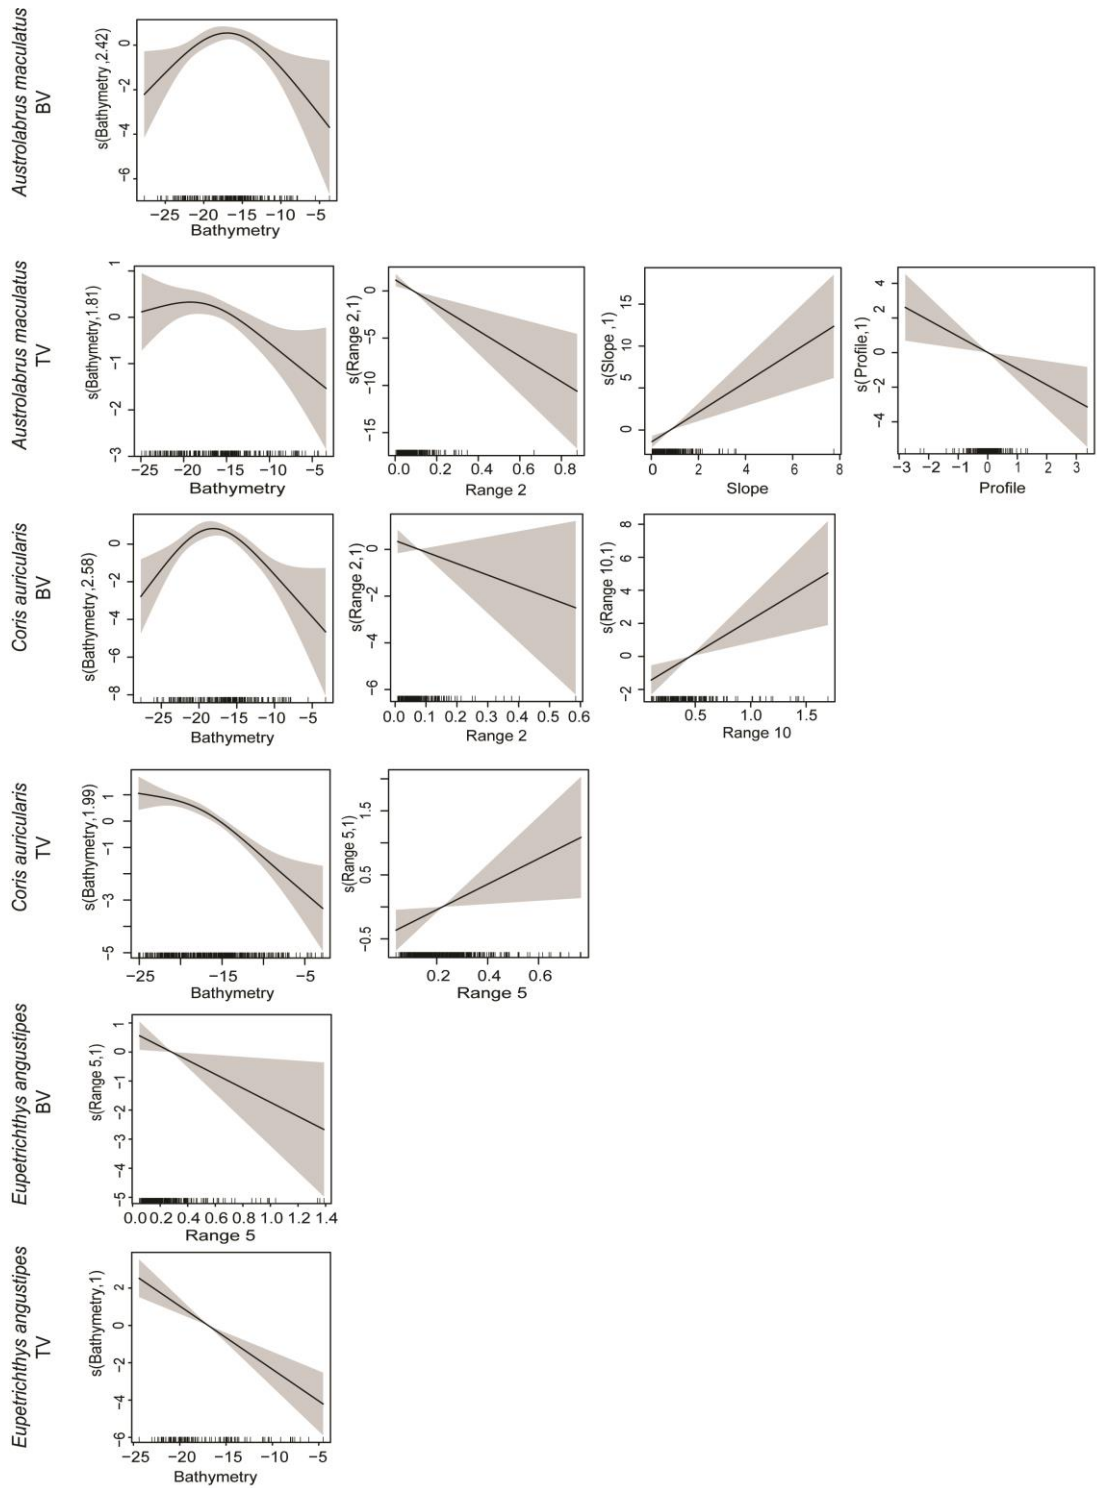 Austrolabrus maculatus
BV
s(Bathymetry ,2.42)
0
−2
−4
−6
−25 −20 −15 −10 −5
Bathymetry
Austrolabrus maculatus
TV
s(Bathymetry,1.81)
1
0
−1
−2
−3
−25 −20 −15 −10 −5
Bathymetry
s(Range 2,1)
0
−5
−10
−15
0.0 0.2 0.4 0.6 0.8
Range 2
s(Slope ,1)
15
10
5
0
0 2 4 6 8
Slope
s(Profile,1)
4
2
0
−2
−4
−3 −2 −1 0 1 2 3
Profile
Coris auricularis
BV
s(Bathymetry,2.58)
0
−2
−4
−6
−8
−25 −20 −15 −10 −5
Bathymetry
s(Range 2,1)
0
−2
−4
−6
0.0 0.1 0.2 0.3 0.4 0.5 0.6
Range 2
s(Range 10,1)
8
6
4
2
0
−2
0.5 1.0 1.5
Range 10
Coris auricularis
TV
s(Bathymetry,1.99)
1
0
−1
−3
−5
−25 −15 −5
Bathymetry
s(Range 5,1)
1.5
0.5
−0.5
0.2 0.4 0.6
Range 5
Eupetrichthys angustipes
BV
s(Range 5,1)
1
0
−1
−2
−3
−4
−5
0.0 0.2 0.4 0.6 0.8 1.0 1.2 1.4
Range 5
Eupetrichthys angustipes
TV
s(Bathymetry,1)
2
0
−2
−4
−6
−25 −20 −15 −10 −5
Bathymetry